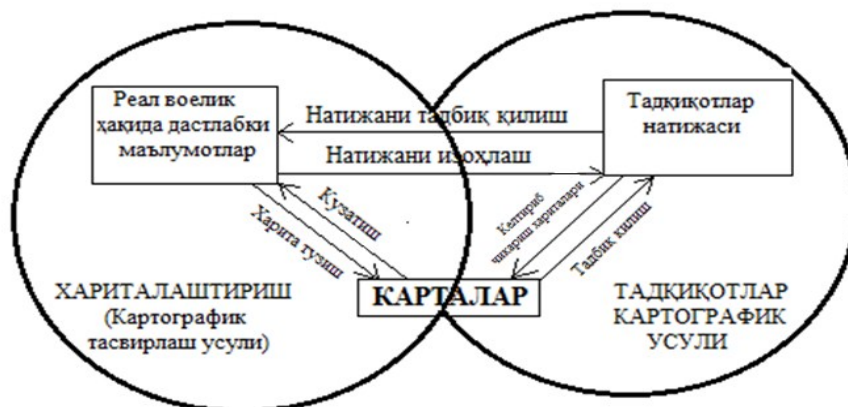 Реал воелик
ҳақида дастлабки
маълумотлар
Натижани тадбиқ қилиш
Натижани изоҳлаш
Тадқиқотлар
натижаси
Харита тузиш
Кузатиш
Келтириб
чиқариш хариталари
Тадбиқ қилиш
КАРТАЛАР
ХАРИТАЛАШТИРИШ
(Картографик
тасвирлаш усули)
ТАДҚИҚОТЛАР
КАРТОГРАФИК
УСУЛИ